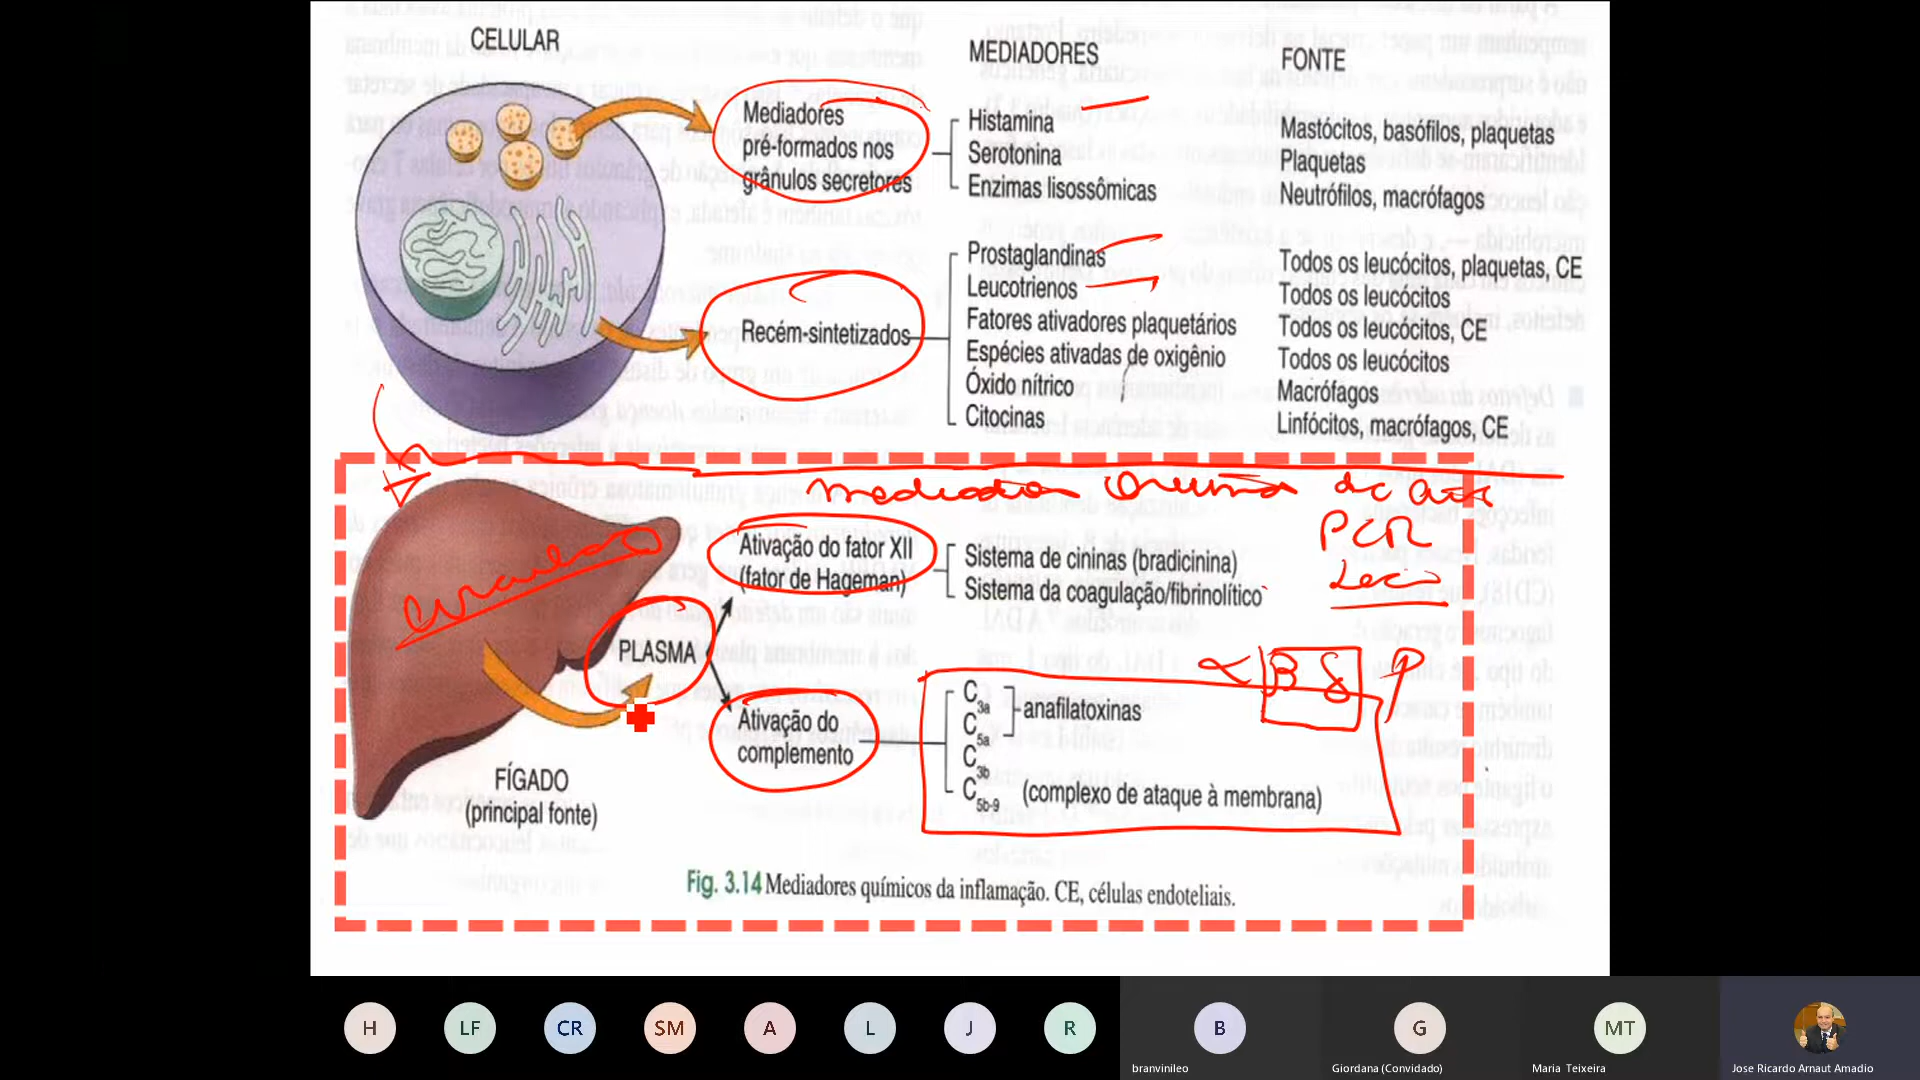 CELULAR
MEDIADORES
FONTE
Mediadores
pré-formados nos
grânulos secretores
Histamina
Serotonina
Enzimas lisossômicas
Mastócitos, basófilos, plaquetas
Plaquetas
Neutrófilos, macrófagos
Recém-sintetizados
Prostaglandinas
Leucotrienos
Fatores ativadores plaquetários
Espécies ativadas de oxigênio
Óxido nítrico
Citocinas
Todos os leucócitos, plaquetas, CE
Todos os leucócitos
Todos os leucócitos, CE
Todos os leucócitos
Macrófagos
Linfócitos, macrófagos, CE
PCR
Ativação do fator XII
(fator de Hageman)
Sistema de cininas (bradicinina)
Sistema da coagulação/fibrinolítico
PLASMA
Ativação do
complemento
C3a
C5a
anafilatoxinas
C3b
C5b-9 (complexo de ataque à membrana)
FÍGADO
(principal fonte)
Fig. 3.14 Mediadores químicos da inflamação. CE, células endoteliais.
H
LF
CR
SM
A
L
J
R
B
G
MT
branvinileo
Giordana (Convidado)
Maria Teixeira
Jose Ricardo Arnaut Amadio